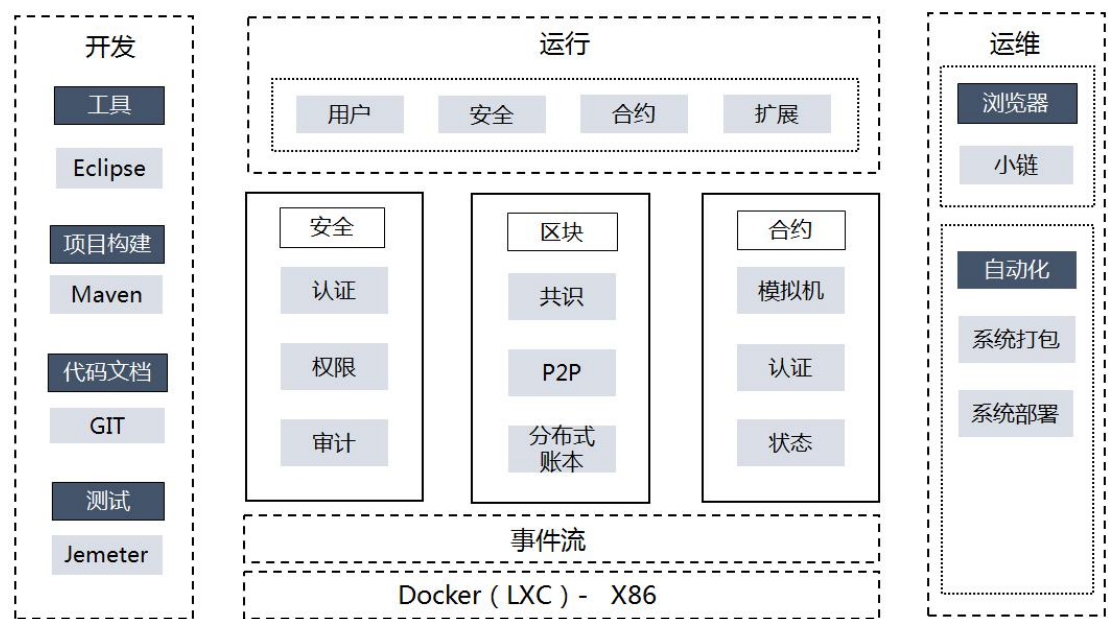 开发
工具
Eclipse
项目构建
Maven
代码文档
GIT
测试
Jemeter
运行
用户
安全
合约
扩展
安全
认证
权限
审计
区块
共识
P2P
分布式
账本
合约
模拟机
认证
状态
事件流
Docker（LXC）- X86
运维
浏览器
小链
自动化
系统打包
系统部署